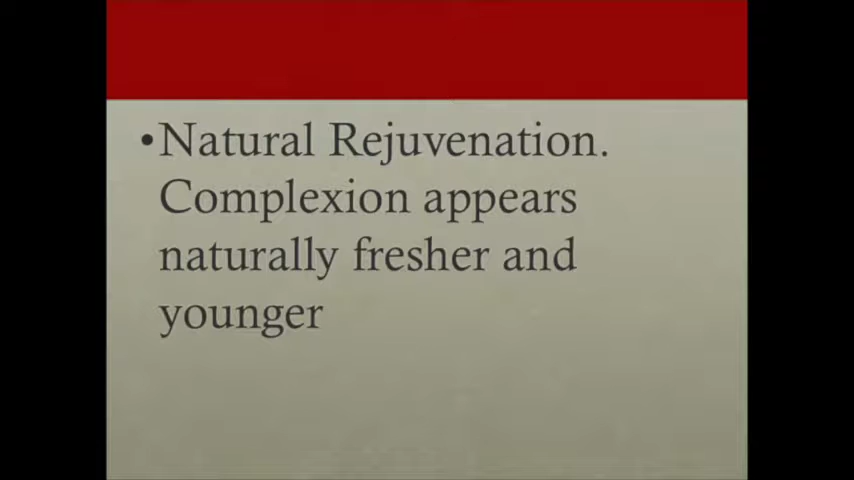 •Natural Rejuvenation.
Complexion appears
naturally fresher and
younger